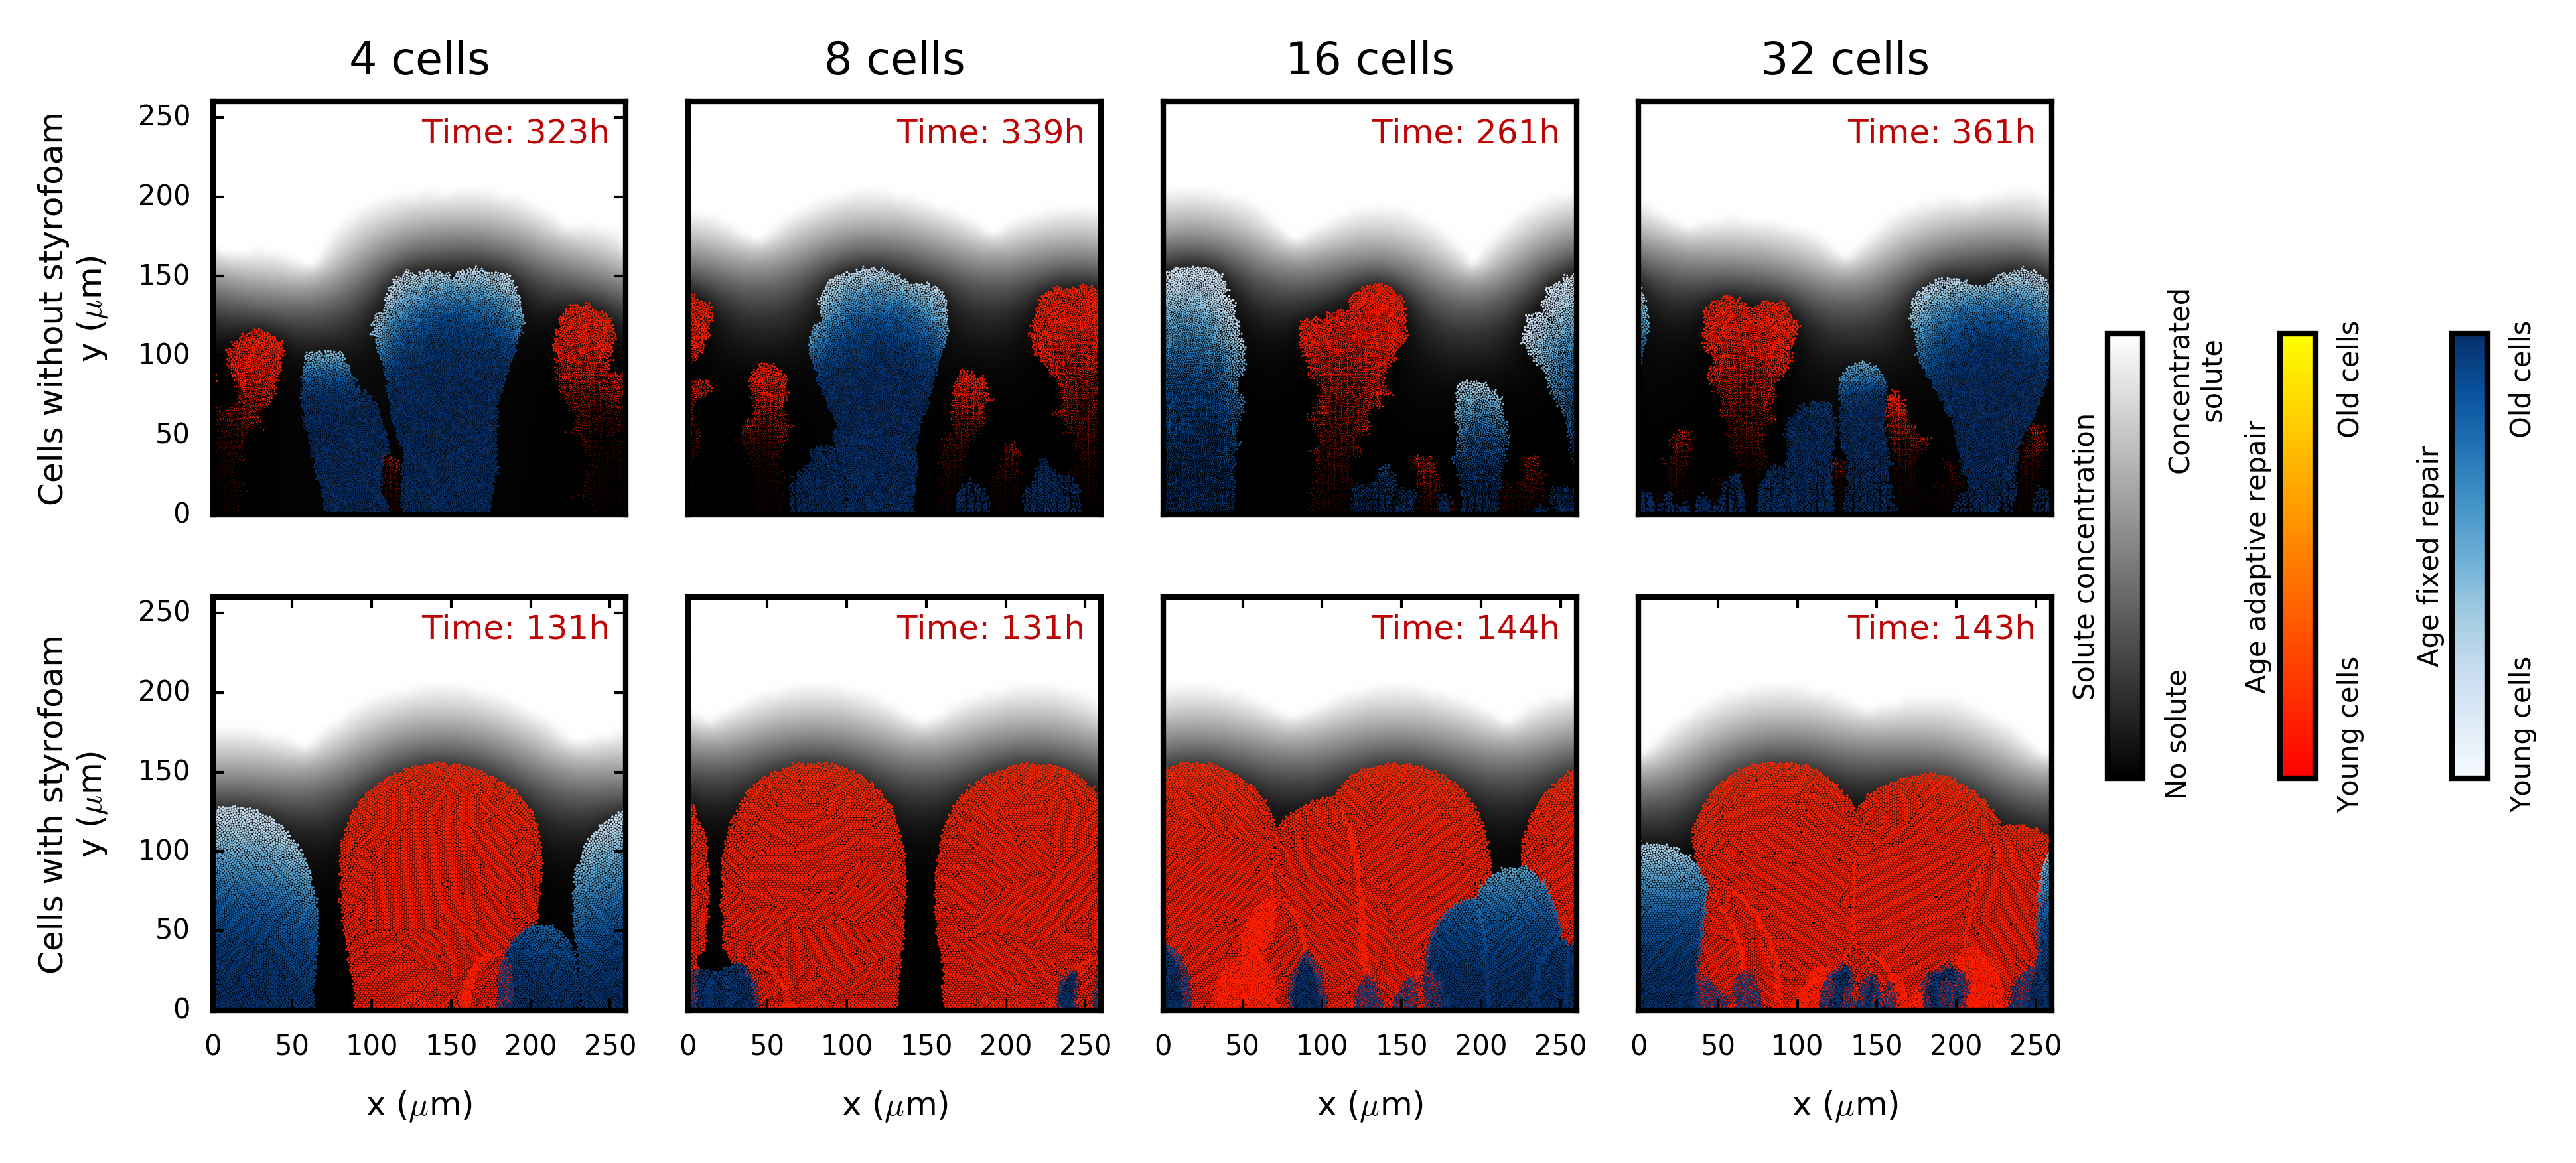 4 cells
8 cells
16 cells
32 cells
Cells without styrofoam
y (μm)
250
200
150
100
50
0
Time: 323h
Time: 339h
Time: 261h
Time: 361h
Cells with styrofoam
y (μm)
250
200
150
100
50
0
Time: 131h
Time: 131h
Time: 144h
Time: 143h
0 50 100 150 200 250
0 50 100 150 200 250
0 50 100 150 200 250
0 50 100 150 200 250
x (μm)
x (μm)
x (μm)
x (μm)
Solute concentration
No solute
Concentrated
solute
Age adaptive repair
Young cells
Old cells
Age fixed repair
Young cells
Old cells